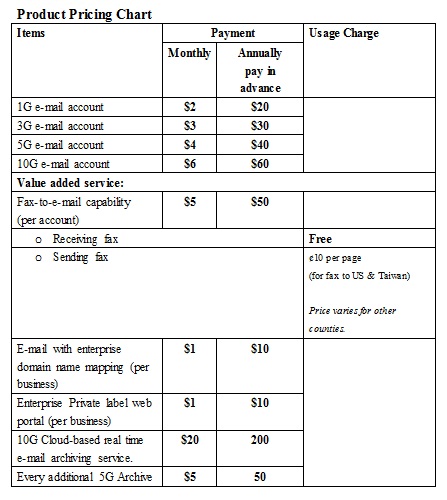 Product Pricing Chart
Items Payment Usage Charge
Monthly Annually
pay in
advance
1G e-mail account $2 $20
3G e-mail account $3 $30
5G e-mail account $4 $40
10G e-mail account $6 $60
Value added service:
Fax-to-e-mail capability $5 $50
(per account)
o Receiving fax Free
o Sending fax ¢10 per page
(for fax to US & Taiwan)
Price varies for other
counties.
E-mail with enterprise $1 $10
domain name mapping (per
business)
Enterprise Private label web $1 $10
portal (per business)
10G Cloud-based real time $20 200
e-mail archiving service.
Every additional 5G Archive $5 50